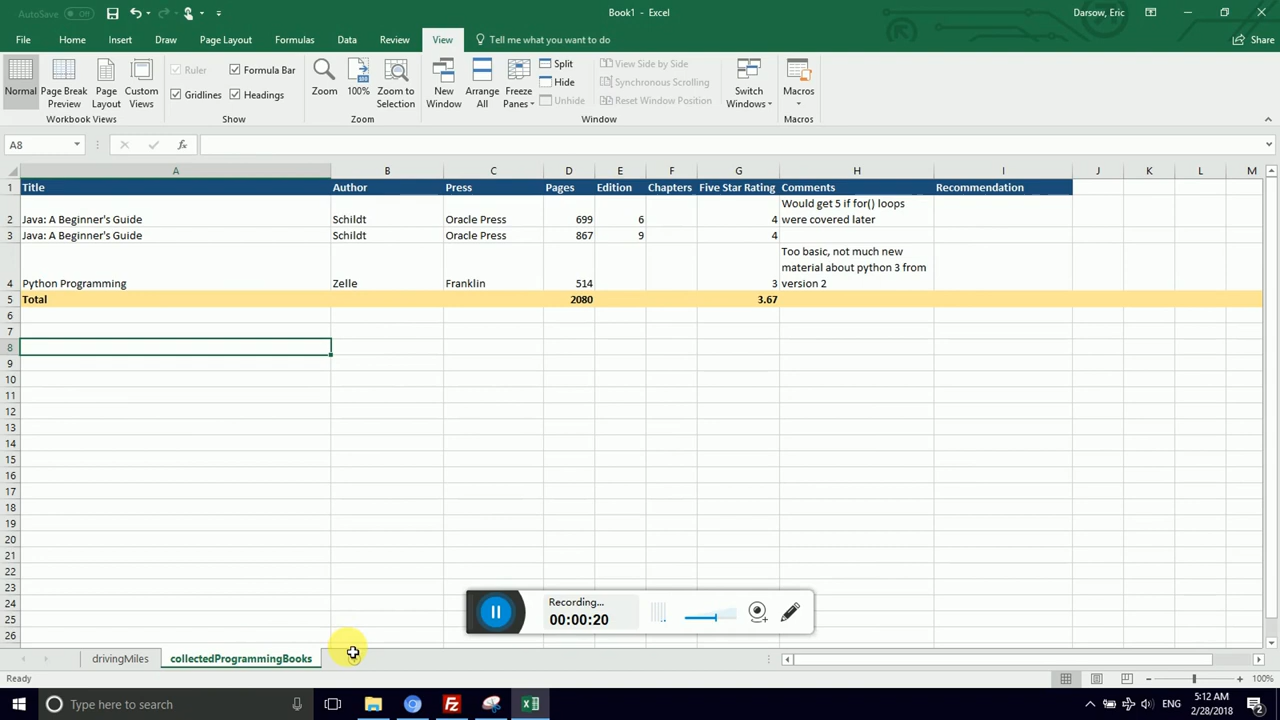 AutoSave Off
Book1 - Excel
Darsow, Eric
File Home Insert Draw Page Layout Formulas Data Review View Tell me what you want to do Share
Normal
Page Break Preview
Page Layout
Custom Views
Workbook Views
Ruler
Formula Bar
Gridlines
Headings
Show
Zoom
100%
Zoom to Selection
Zoom
New Window
Arrange All
Freeze Panes
Split
Hide
Unhide
View Side by Side
Synchronous Scrolling
Reset Window Position
Window
Switch Windows
Macros
Macros
A8
A B C D E F G H I J K L M
1 Title Author Press Pages Edition Chapters Five Star Rating Comments Recommendation
Would get 5 if for() loops
2 Java: A Beginner's Guide Schildt Oracle Press 699 6 4 were covered later
3 Java: A Beginner's Guide Schildt Oracle Press 867 9 4
Too basic, not much new
material about python 3 from
4 Python Programming Zelle Franklin 514 3 version 2
5 Total 2080 3.67
6
7
8
9
10
11
12
13
14
15
16
17
18
19
20
21
22
23
24
25
26
Recording...
00:00:20
drivingMiles collectedProgrammingBooks
Ready
100%
Type here to search
ENG
5:12 AM
2/28/2018
2